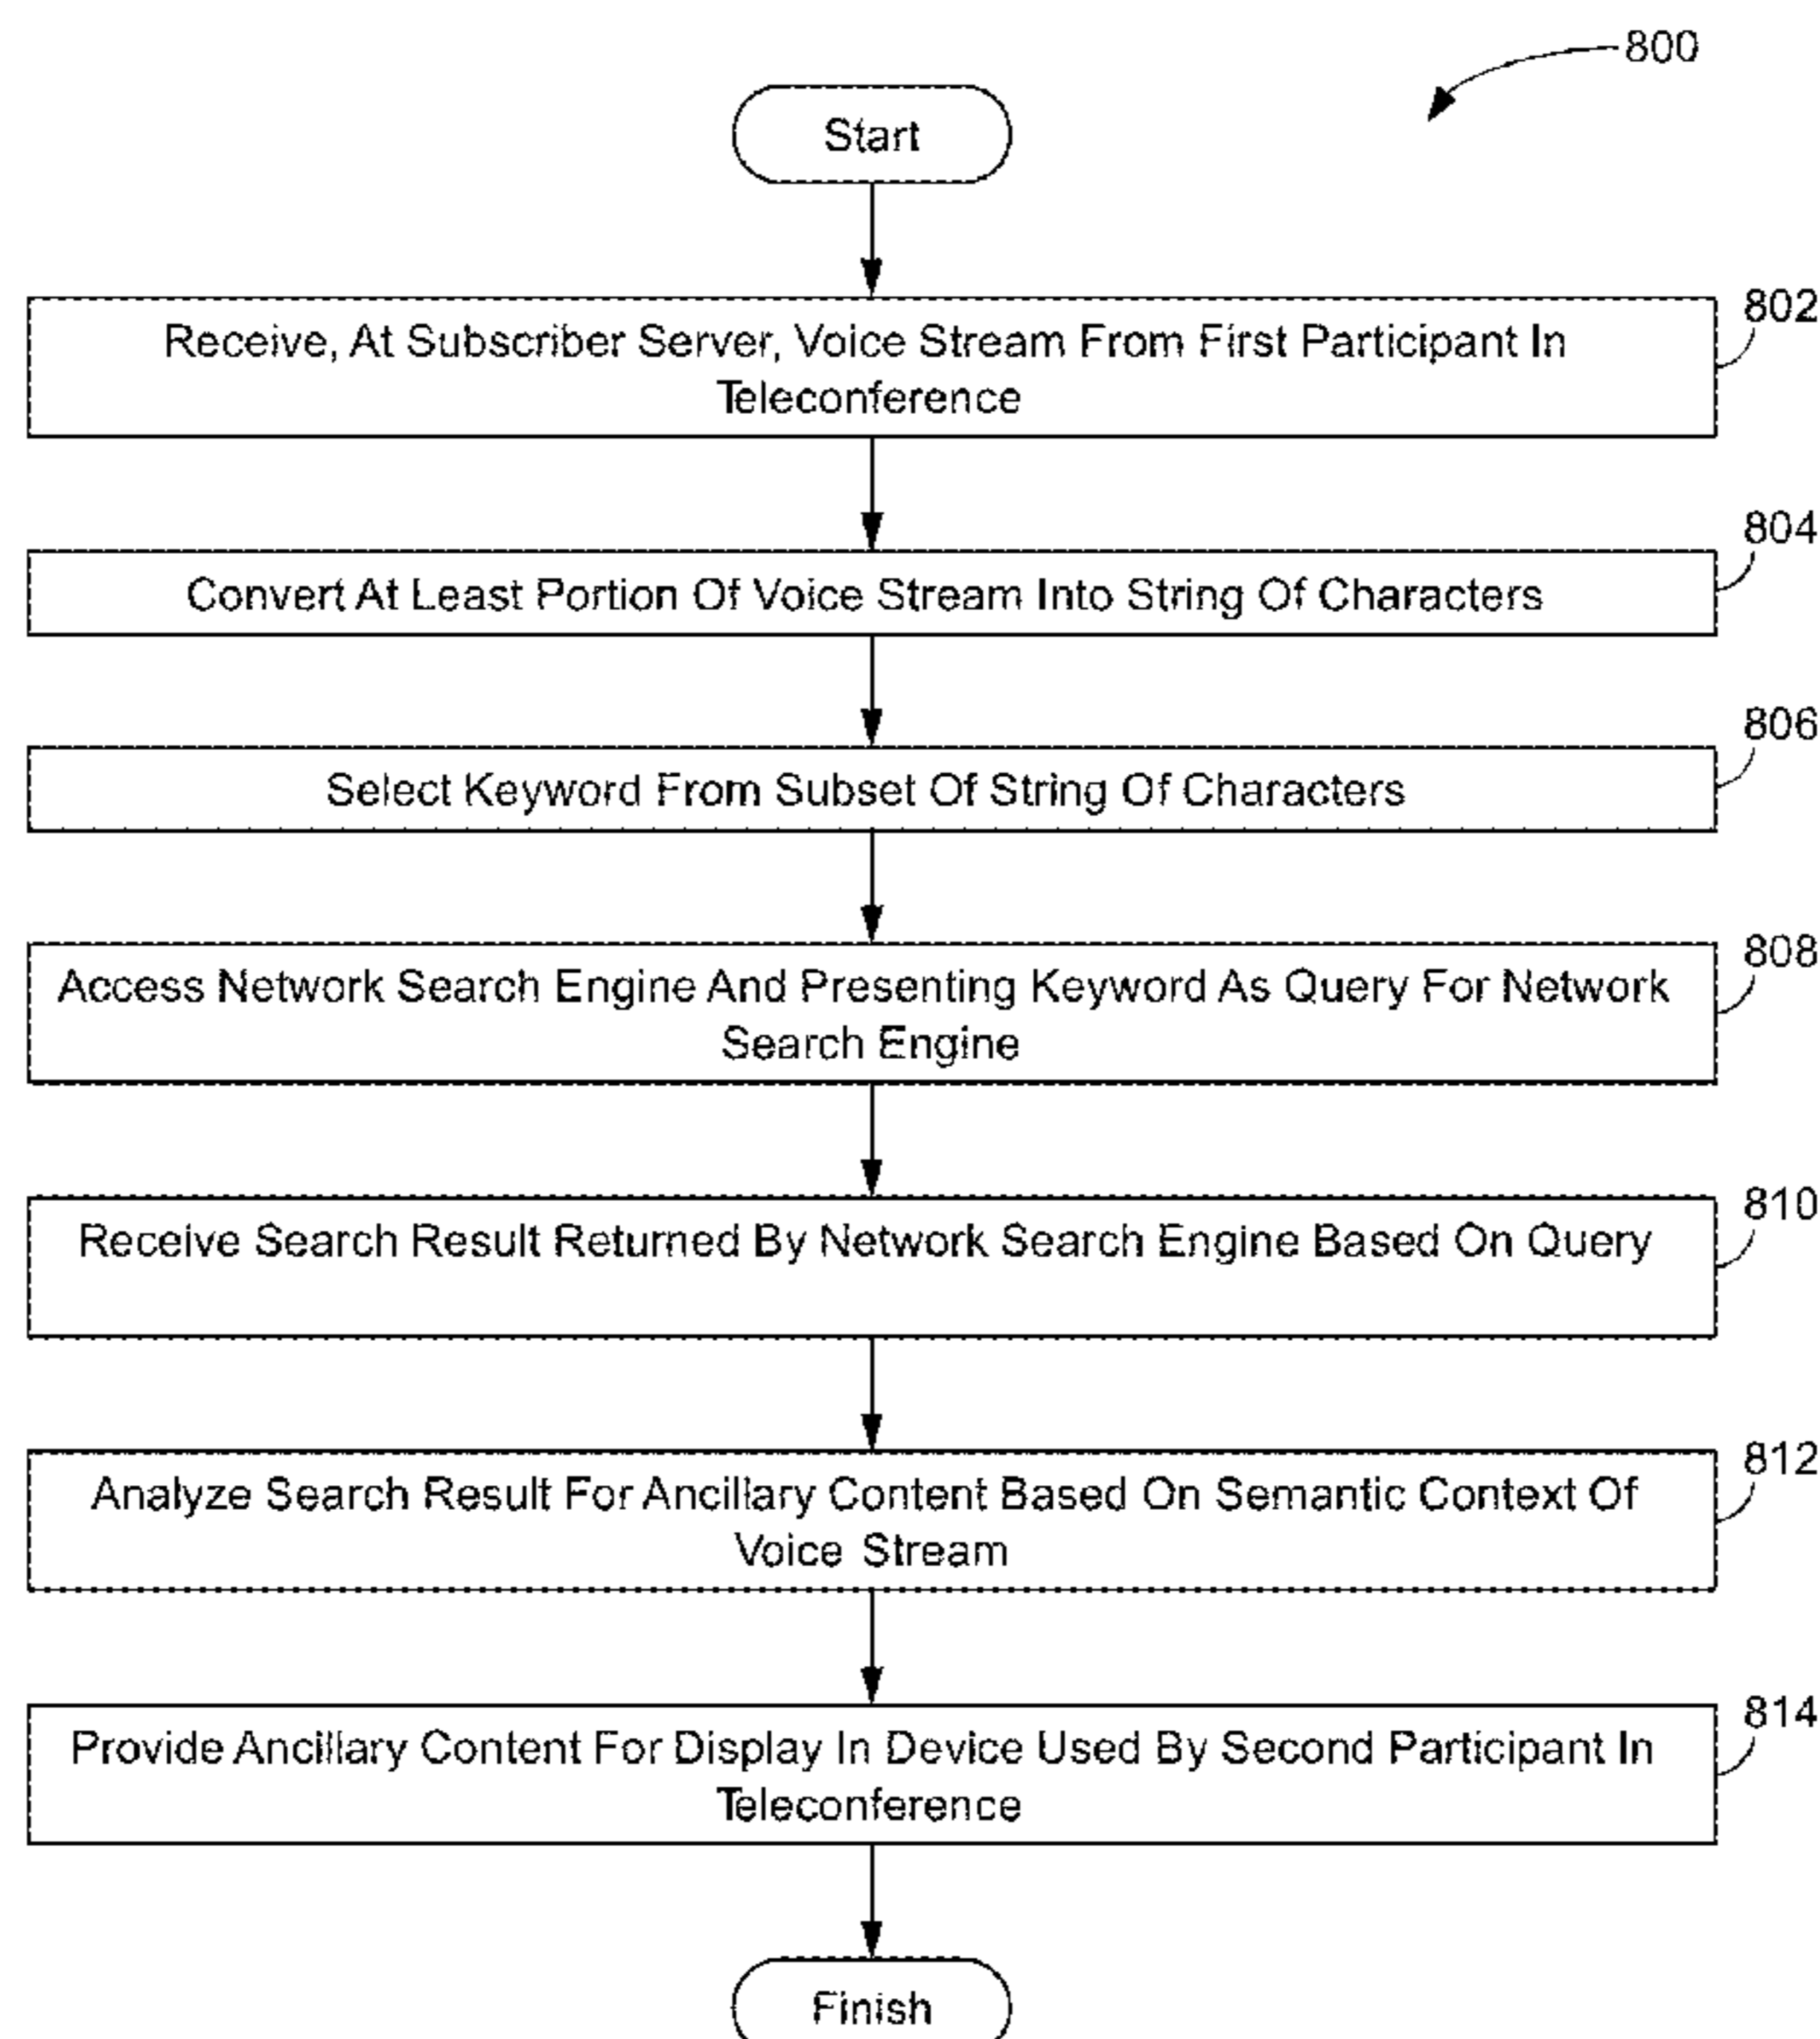 800
Start
802
Receive, At Subscriber Server, Voice Stream From First Participant In
Teleconference
804
Convert At Least Portion Of Voice Stream Into String Of Characters
806
Select Keyword From Subset Of String Of Characters
808
Access Network Search Engine And Presenting Keyword As Query For Network
Search Engine
810
Receive Search Result Returned By Network Search Engine Based On Query
812
Analyze Search Result For Ancillary Content Based On Semantic Context Of
Voice Stream
814
Provide Ancillary Content For Display In Device Used By Second Participant In
Teleconference
Finish